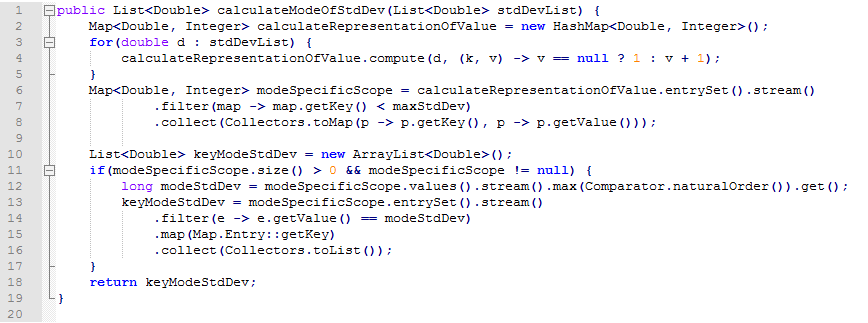 1 public List<Double> calculateModeOfStdDev(List<Double> stdDevList) {
2     Map<Double, Integer> calculateRepresentationOfValue = new HashMap<Double, Integer>();
3     for(double d : stdDevList) {
4         calculateRepresentationOfValue.compute(d, (k, v) -> v == null ? 1 : v + 1);
5     }
6     Map<Double, Integer> modeSpecificScope = calculateRepresentationOfValue.entrySet().stream()
7             .filter(map -> map.getKey() < maxStdDev)
8             .collect(Collectors.toMap(p -> p.getKey(), p -> p.getValue()));
9
10     List<Double> keyModeStdDev = new ArrayList<Double>();
11     if(modeSpecificScope.size() > 0 && modeSpecificScope != null) {
12         long modeStdDev = modeSpecificScope.values().stream().max(Comparator.naturalOrder()).get();
13         keyModeStdDev = modeSpecificScope.entrySet().stream()
14             .filter(e -> e.getValue() == modeStdDev)
15             .map(Map.Entry::getKey)
16             .collect(Collectors.toList());
17     }
18     return keyModeStdDev;
19 }
20